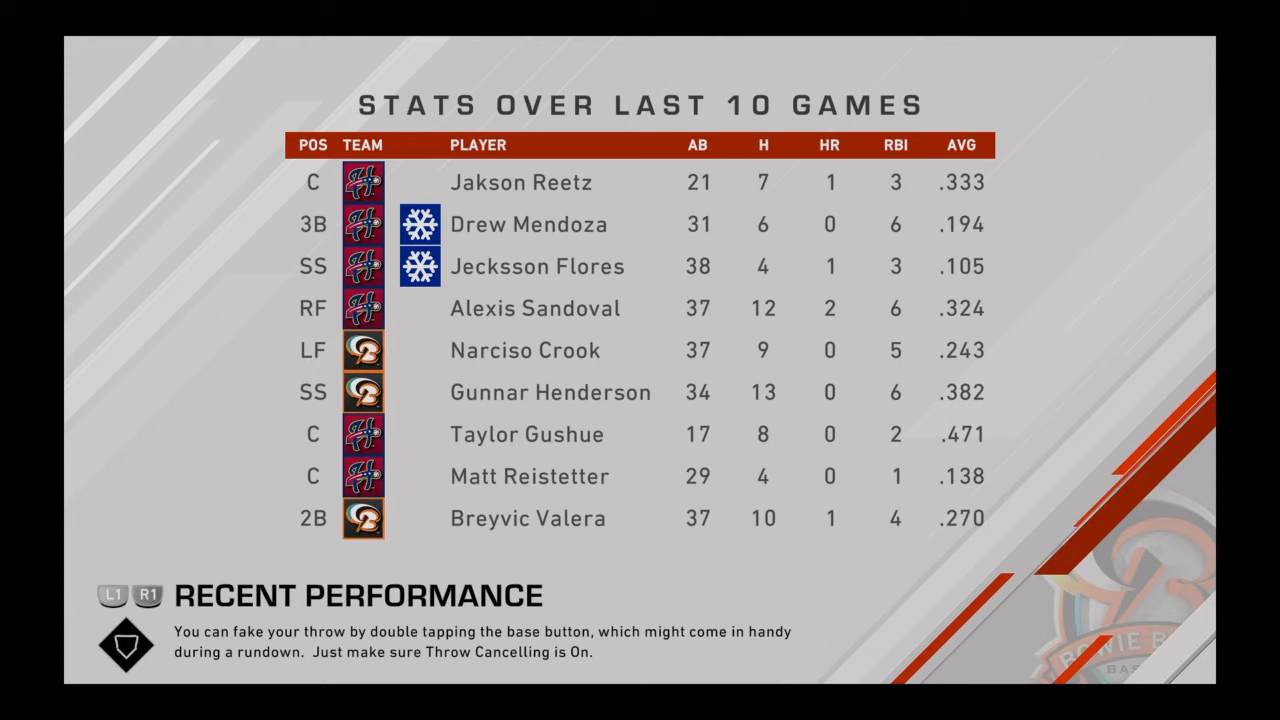 STATS OVER LAST 10 GAMES
POS TEAM PLAYER AB H HR RBI AVG
C Jakson Reetz 21 7 1 3 .333
3B Drew Mendoza 31 6 0 6 .194
SS Jecksson Flores 38 4 1 3 .105
RF Alexis Sandoval 37 12 2 6 .324
LF Narciso Crook 37 9 0 5 .243
SS Gunnar Henderson 34 13 0 6 .382
C Taylor Gushue 17 8 0 2 .471
C Matt Reistetter 29 4 0 1 .138
2B Breyvic Valera 37 10 1 4 .270
L1 R1 RECENT PERFORMANCE
You can fake your throw by double tapping the base button, which might come in handy
during a rundown. Just make sure Throw Cancelling is On.
BOWIE